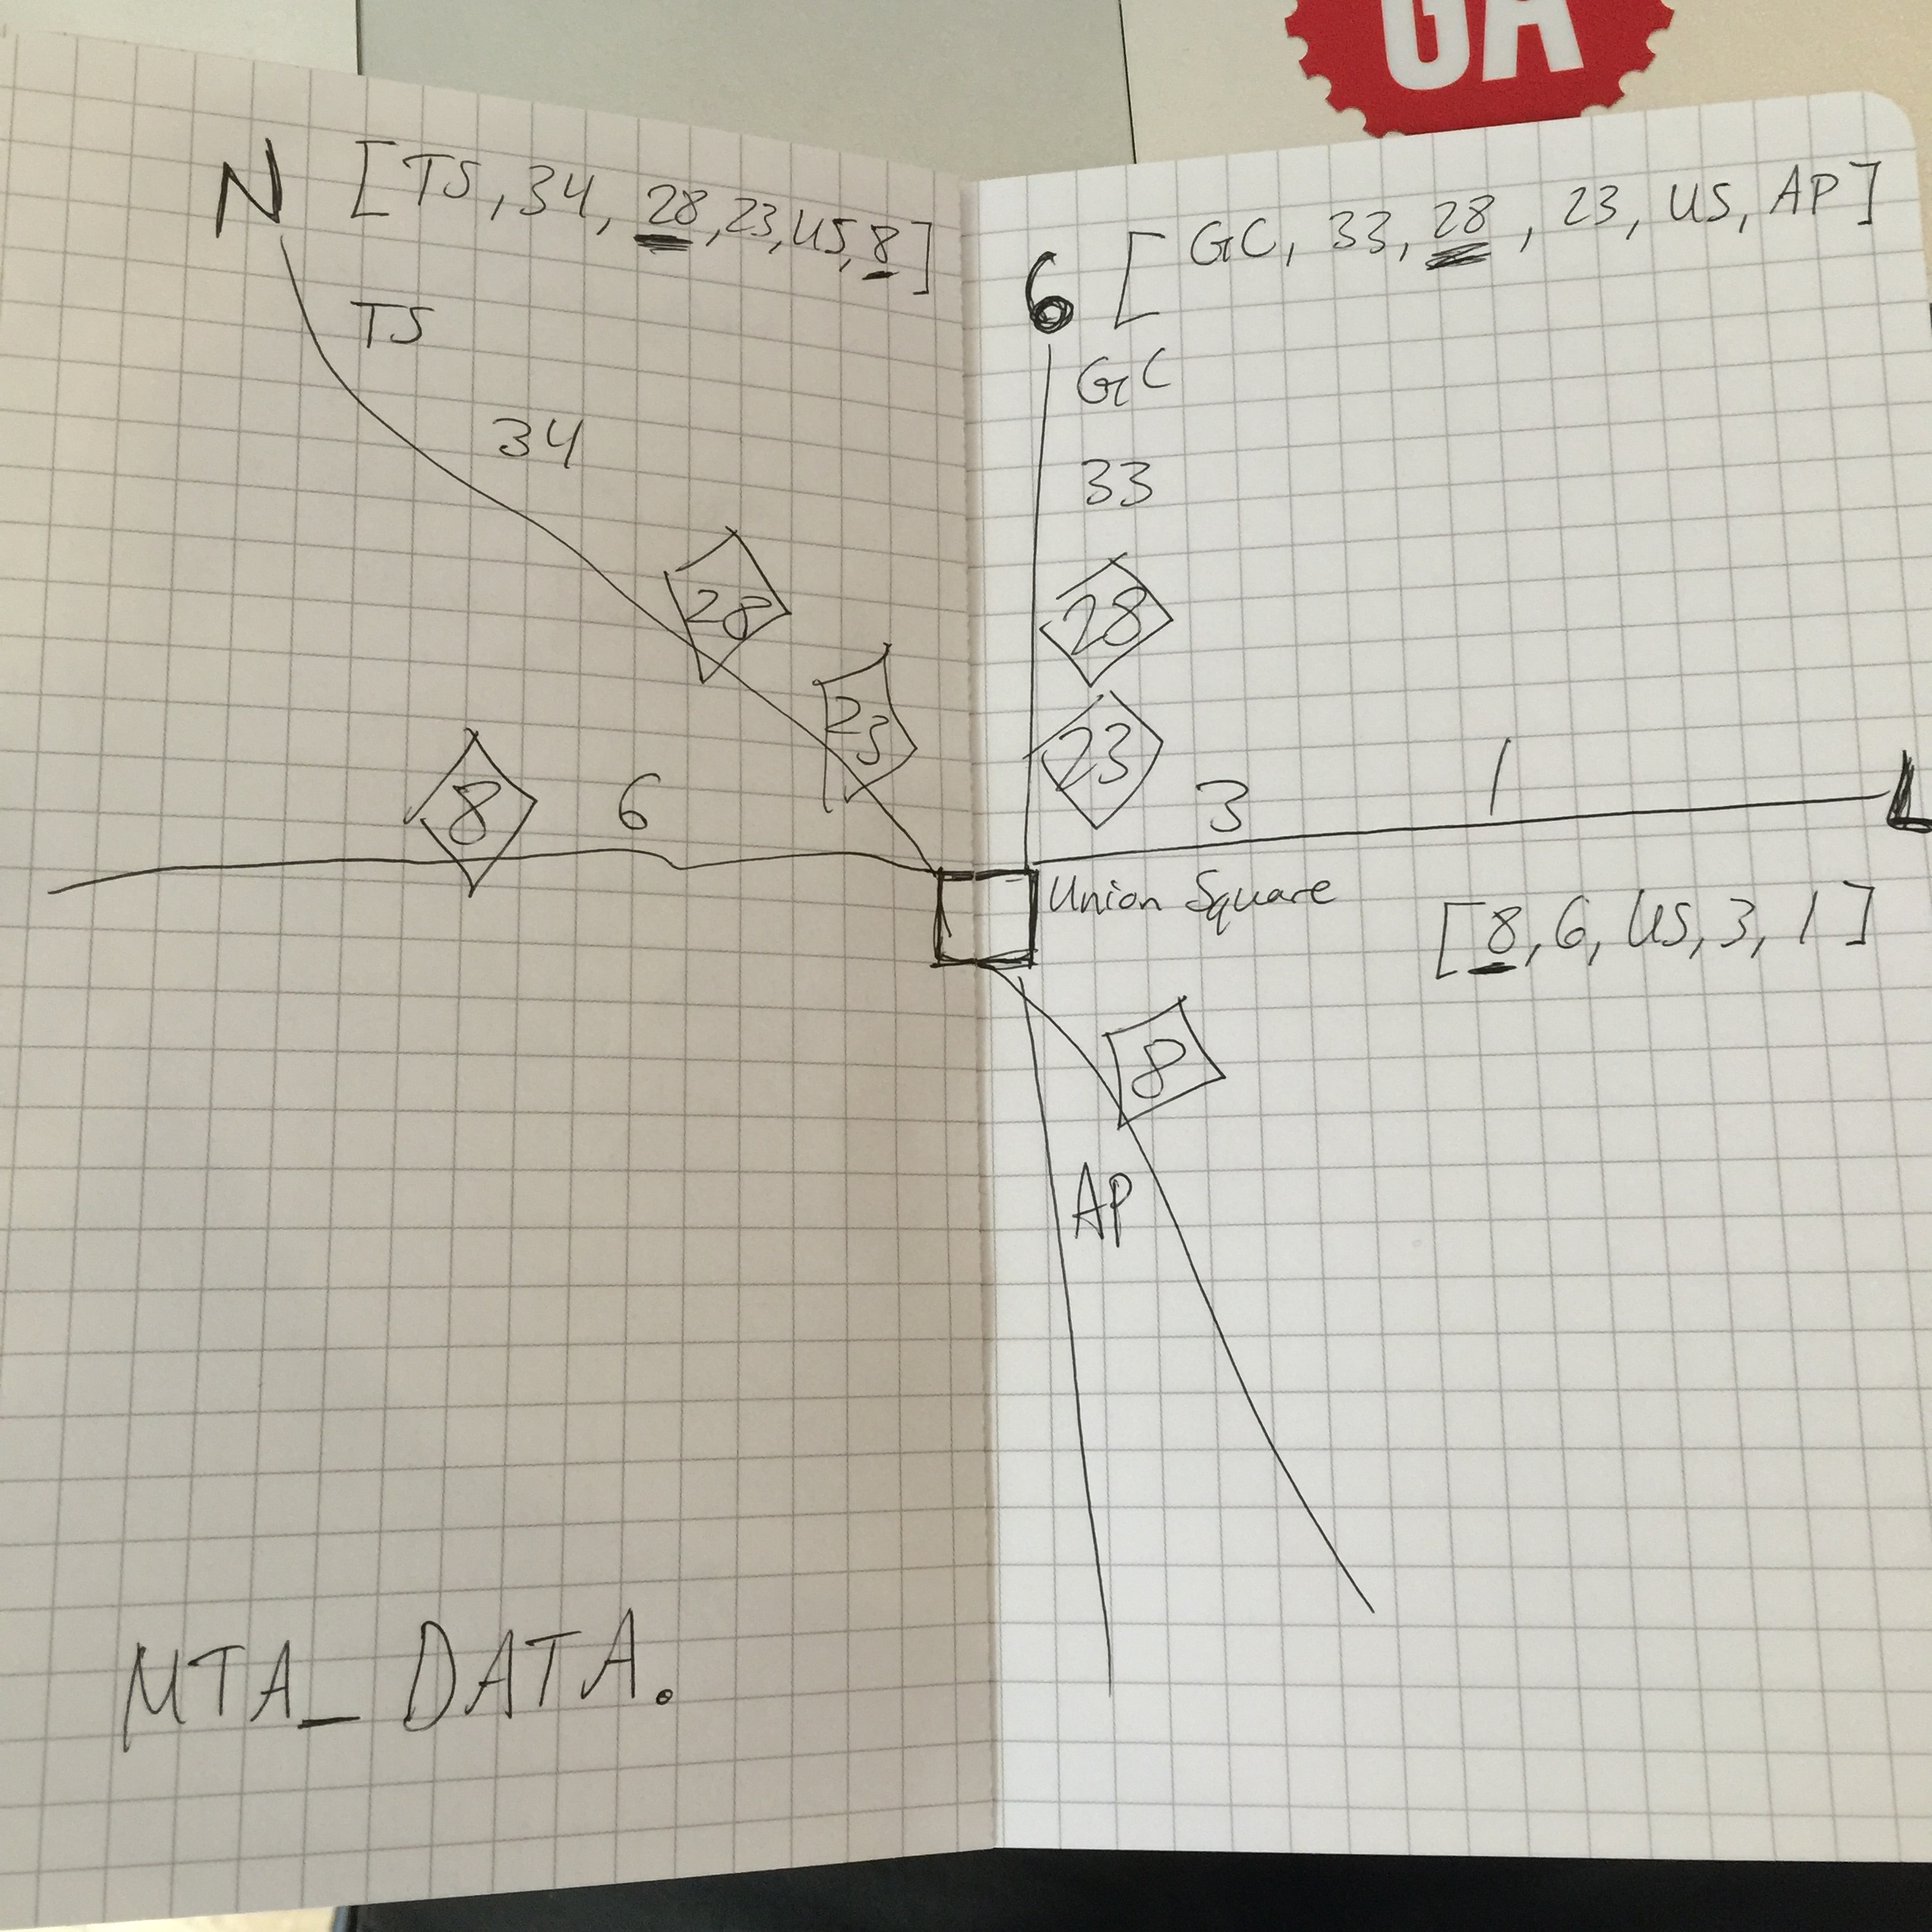 GA
N [TS, 34, 28, 23, US, 8]
TS
34
28
23
8
6
6 [GC, 33, 28, 23, US, AP]
GC
33
28
23
3
1
L
Union Square
[8, 6, US, 3, 1]
8
AP
MTA_DATA.